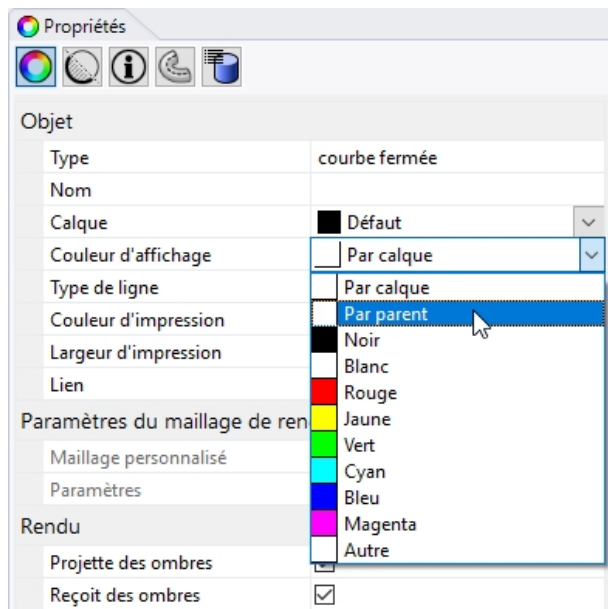 Propriétés
Objet
Type courbe fermée
Nom
Calque Défaut
Couleur d'affichage Par calque
Type de ligne Par calque
Couleur d'impression Par parent
Largeur d'impression Noir
Lien Blanc
Rouge
Paramètres du maillage de ren Jaune
Maillage personnalisé Vert
Paramètres Cyan
Bleu
Rendu Magenta
Projette des ombres Autre
Reçoit des ombres